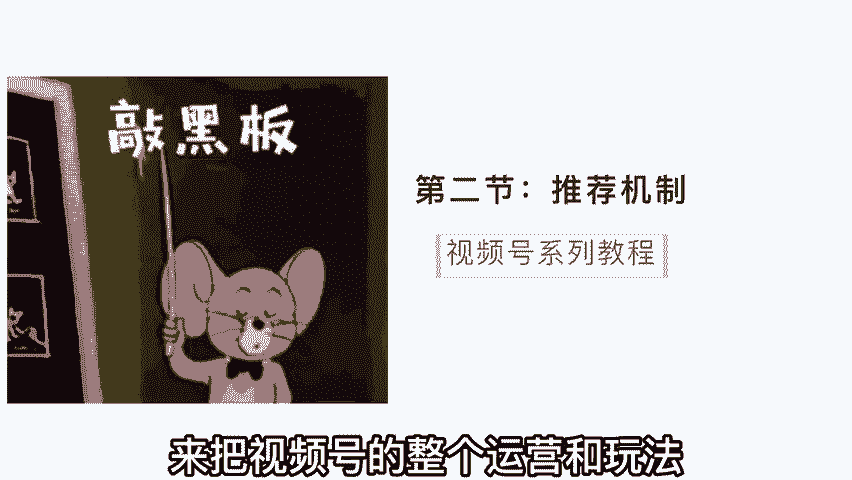 敲黑板
第二节：推荐机制
视频号系列教程
来把视频号的整个运营和玩法